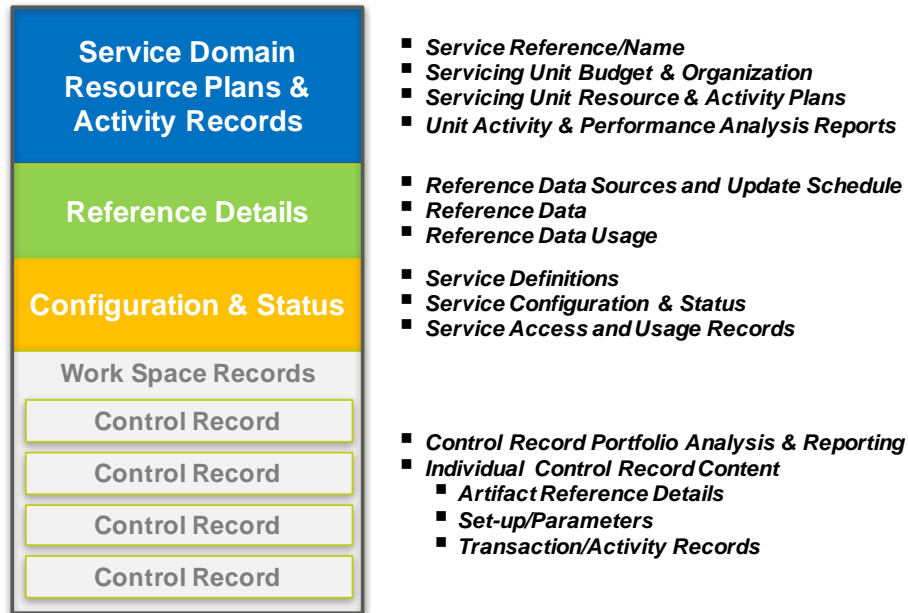 Service Domain
Resource Plans &
Activity Records
▪ Service Reference/Name
▪ Servicing Unit Budget & Organization
▪ Servicing Unit Resource & Activity Plans
▪ Unit Activity & Performance Analysis Reports
Reference Details
▪ Reference Data Sources and Update Schedule
▪ Reference Data
▪ Reference Data Usage
Configuration & Status
▪ Service Definitions
▪ Service Configuration & Status
▪ Service Access and Usage Records
Work Space Records
Control Record
Control Record
Control Record
Control Record
▪ Control Record Portfolio Analysis & Reporting
▪ Individual Control Record Content
▪ Artifact Reference Details
▪ Set-up/Parameters
▪ Transaction/Activity Records